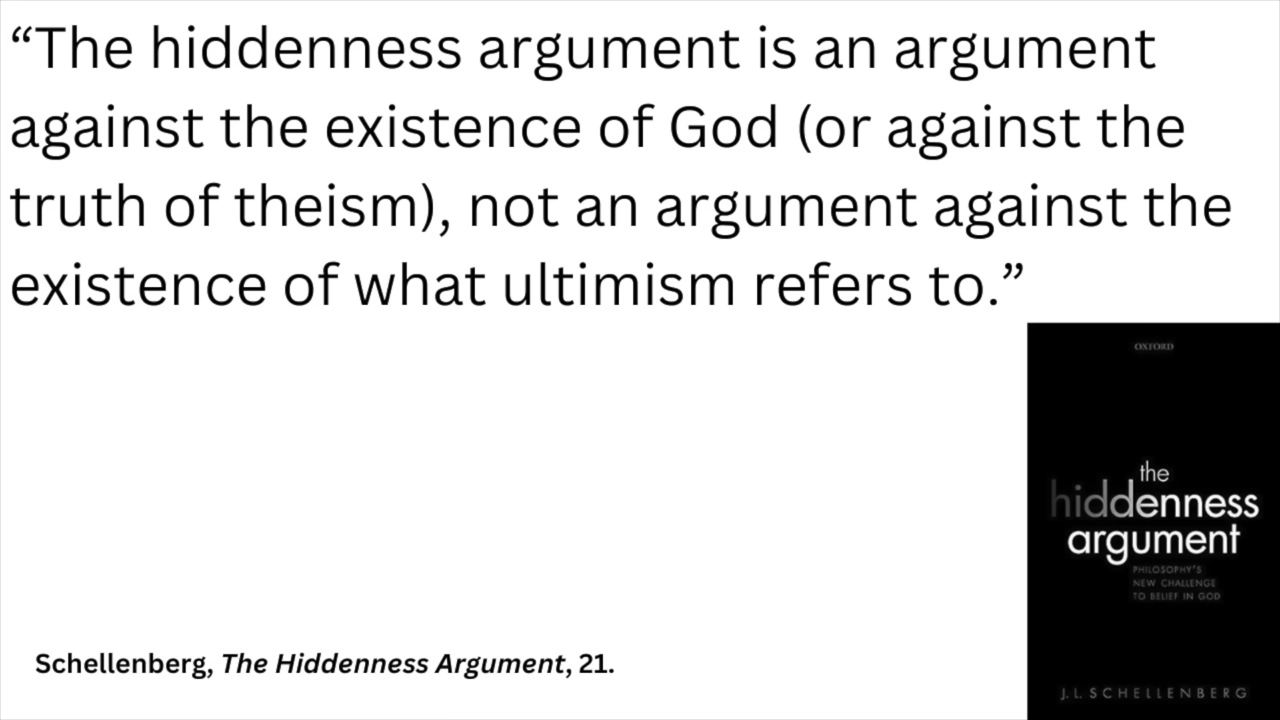 “The hiddenness argument is an argument
against the existence of God (or against the
truth of theism), not an argument against the
existence of what ultimism refers to.”
OXFORD
the
hiddenness
argument
PHILOSOPHY'S
NEW CHALLENGE
TO BELIEF IN GOD
J.L. SCHELLENBERG
Schellenberg, The Hiddenness Argument, 21.